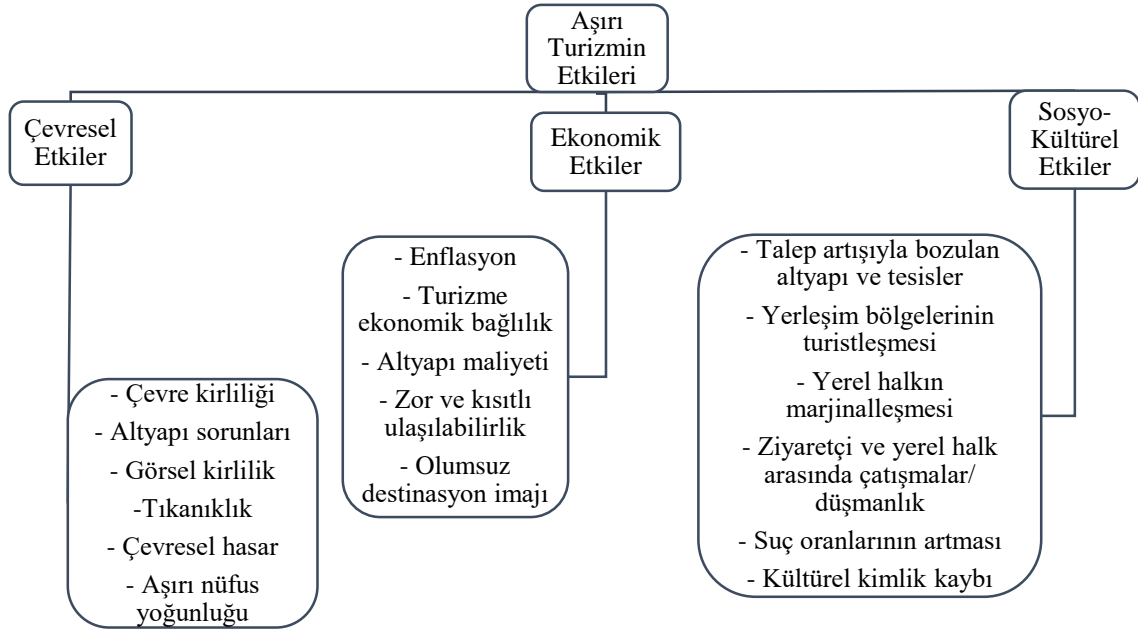 Aşırı
Turizmin
Etkileri
Çevresel
Etkiler
Ekonomik
Etkiler
Sosyo-
Kültürel
Etkiler
- Çevre kirliliği
- Altyapı sorunları
- Görsel kirlilik
-Tıkanıklık
- Çevresel hasar
- Aşırı nüfus
yoğunluğu
- Enflasyon
- Turizme
ekonomik bağlılık
- Altyapı maliyeti
- Zor ve kısıtlı
ulaşılabilirlik
- Olumsuz
destinasyon imajı
- Talep artışıyla bozulan
altyapı ve tesisler
- Yerleşim bölgelerinin
turistleşmesi
- Yerel halkın
marjinalleşmesi
- Ziyaretçi ve yerel halk
arasında çatışmalar/
düşmanlık
- Suç oranlarının artması
- Kültürel kimlik kaybı